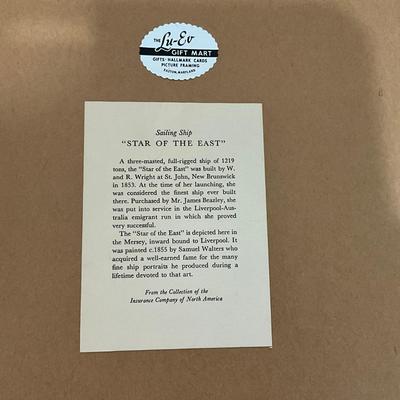 THE Lu-Ev
GIFT MART
GIFTS · HALLMARK CARDS
PICTURE FRAMING
EASTON, MARYLAND
Sailing Ship
"STAR OF THE EAST"
A three-masted, full-rigged ship of 1219
tons, the "Star of the East" was built by W.
and R. Wright at St. John, New Brunswick
in 1853. At the time of her launching, she
was considered the finest ship ever built
there. Purchased by Mr. James Beazley, she
was put into service in the Liverpool-Aus-
tralia emigrant run in which she proved
very successful.
The "Star of the East" is depicted here in
the Mersey, inward bound to Liverpool. It
was painted c.1855 by Samuel Walters who
acquired a well-earned fame for the many
fine ship portraits he produced during a
lifetime devoted to that art.
From the Collection of the
Insurance Company of North America